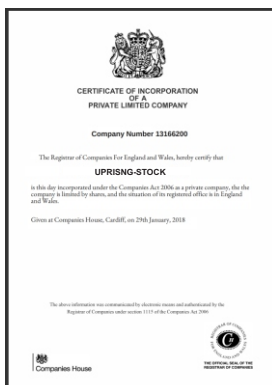 CERTIFICATE OF INCORPORATION
OF A
PRIVATE LIMITED COMPANY
Company Number 13166200
The Registrar of Companies For England and Wales, hereby certify that
UPRISNG-STOCK
is this day incorporated under the Companies Act 2006 as a private company, the the
company is limited by shares, and the situation of its registered office is in England
and Wales.
Given at Companies House, Cardiff, on 29th January, 2018
The above information was communicated by electronic means and authenticated by the
Registrar of Companies under section 1115 of the Companies Act 2006
Companies House
THE OFFICIAL SEAL OF THE
REGISTRAR OF COMPANIES